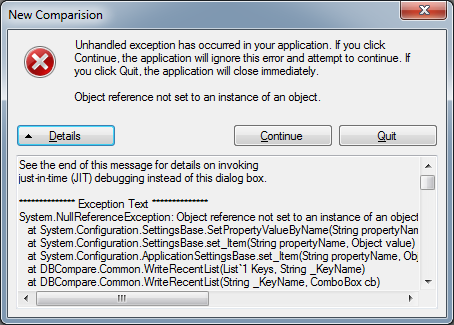 New Comparision
Unhandled exception has occurred in your application. If you click
Continue, the application will ignore this error and attempt to continue. If
you click Quit, the application will close immediately.
Object reference not set to an instance of an object.
Details
Continue
Quit
See the end of this message for details on invoking
just-in-time (JIT) debugging instead of this dialog box.
************** Exception Text **************
System.NullReferenceException: Object reference not set to an instance of an object
at System.Configuration.SettingsBase.SetPropertyValueByName(String propertyNam
at System.Configuration.SettingsBase.set_Item(String propertyName, Object value)
at System.Configuration.ApplicationSettingsBase.set_Item(String propertyName, Obj
at DBCompare.Common.WriteRecentList(List`1 Keys, String _KeyName)
at DBCompare.Common.WriteRecentList(String _KeyName, ComboBox cb)